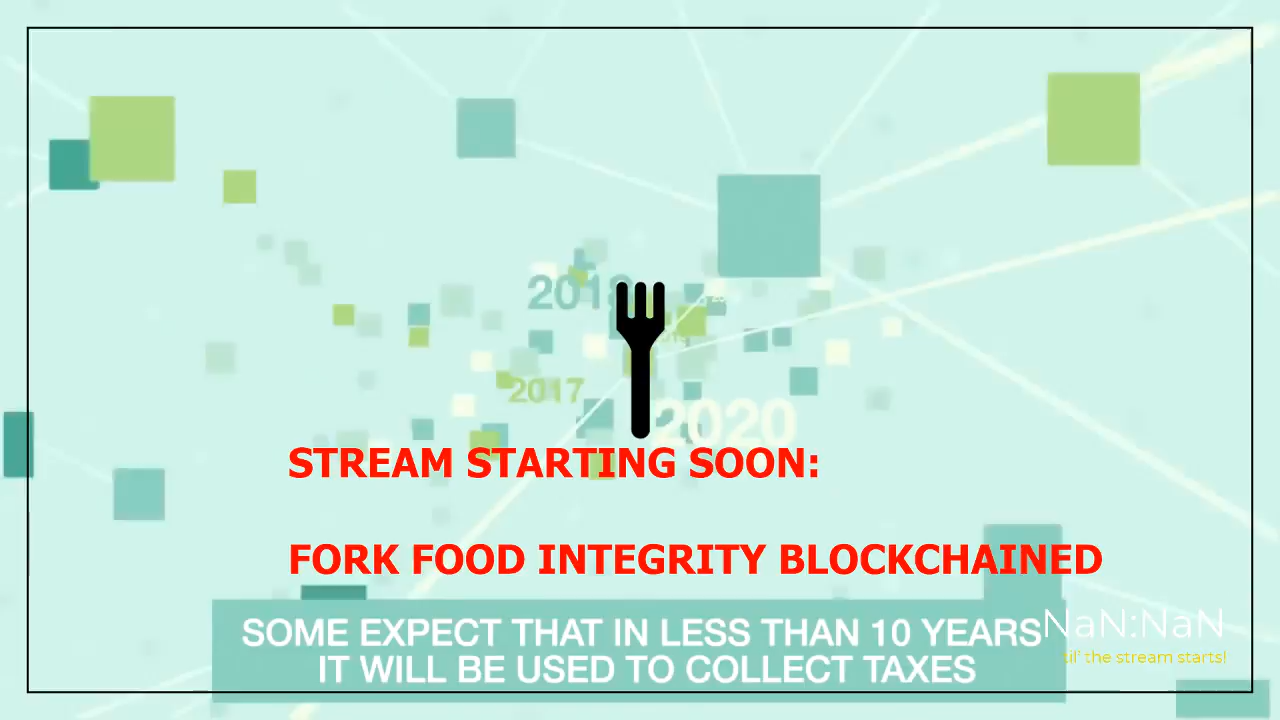 2018
2017
2020
STREAM STARTING SOON:
FORK FOOD INTEGRITY BLOCKCHAINED
SOME EXPECT THAT IN LESS THAN 10 YEARS
IT WILL BE USED TO COLLECT TAXES
NaN:NaN
til' the stream starts!